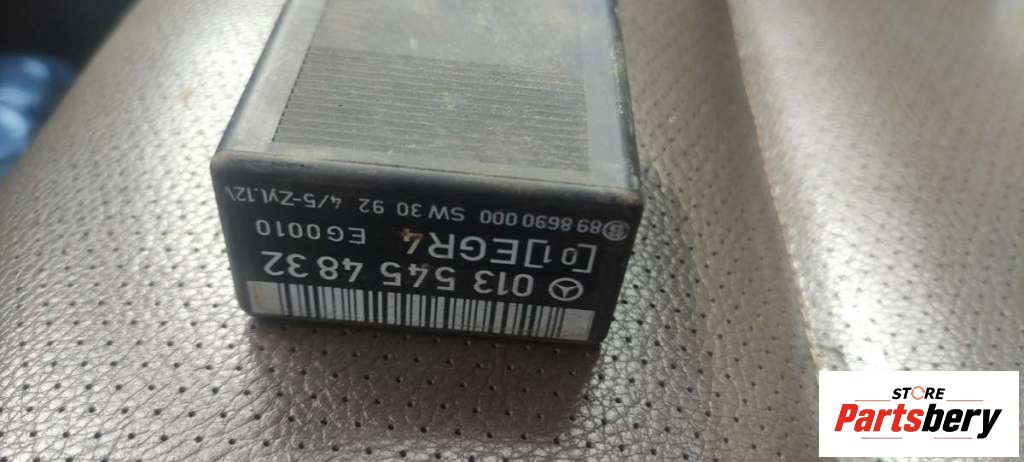 013 545 48 32
[01]EGR4 EG0010
89 8690 000 SW 30 92 4/5-Zyl.12V
STORE
Partsbery